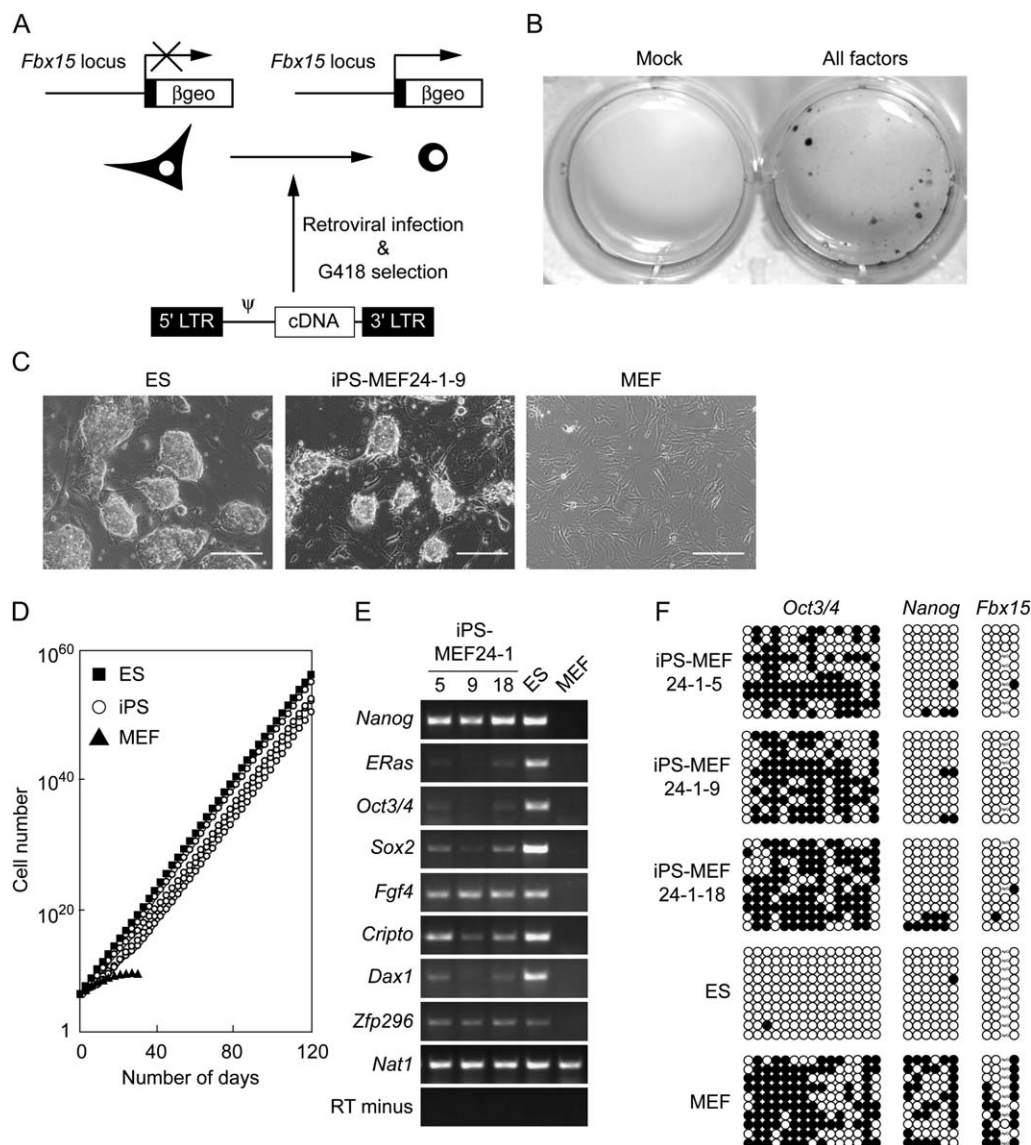 A
Fbx15 locus
βgeo
Fbx15 locus
βgeo
Retroviral infection
&
G418 selection
ψ
5' LTR
cDNA
3' LTR
B
Mock
All factors
C
ES
iPS-MEF24-1-9
MEF
D
10^60
10^40
10^20
1
Cell number
ES
iPS
MEF
0
40
80
120
Number of days
E
iPS-
MEF24-1
5
9
18
ES
MEF
Nanog
ERas
Oct3/4
Sox2
Fgf4
Cripto
Dax1
Zfp296
Nat1
RT minus
F
Oct3/4
Nanog
Fbx15
iPS-MEF
24-1-5
iPS-MEF
24-1-9
iPS-MEF
24-1-18
ES
MEF